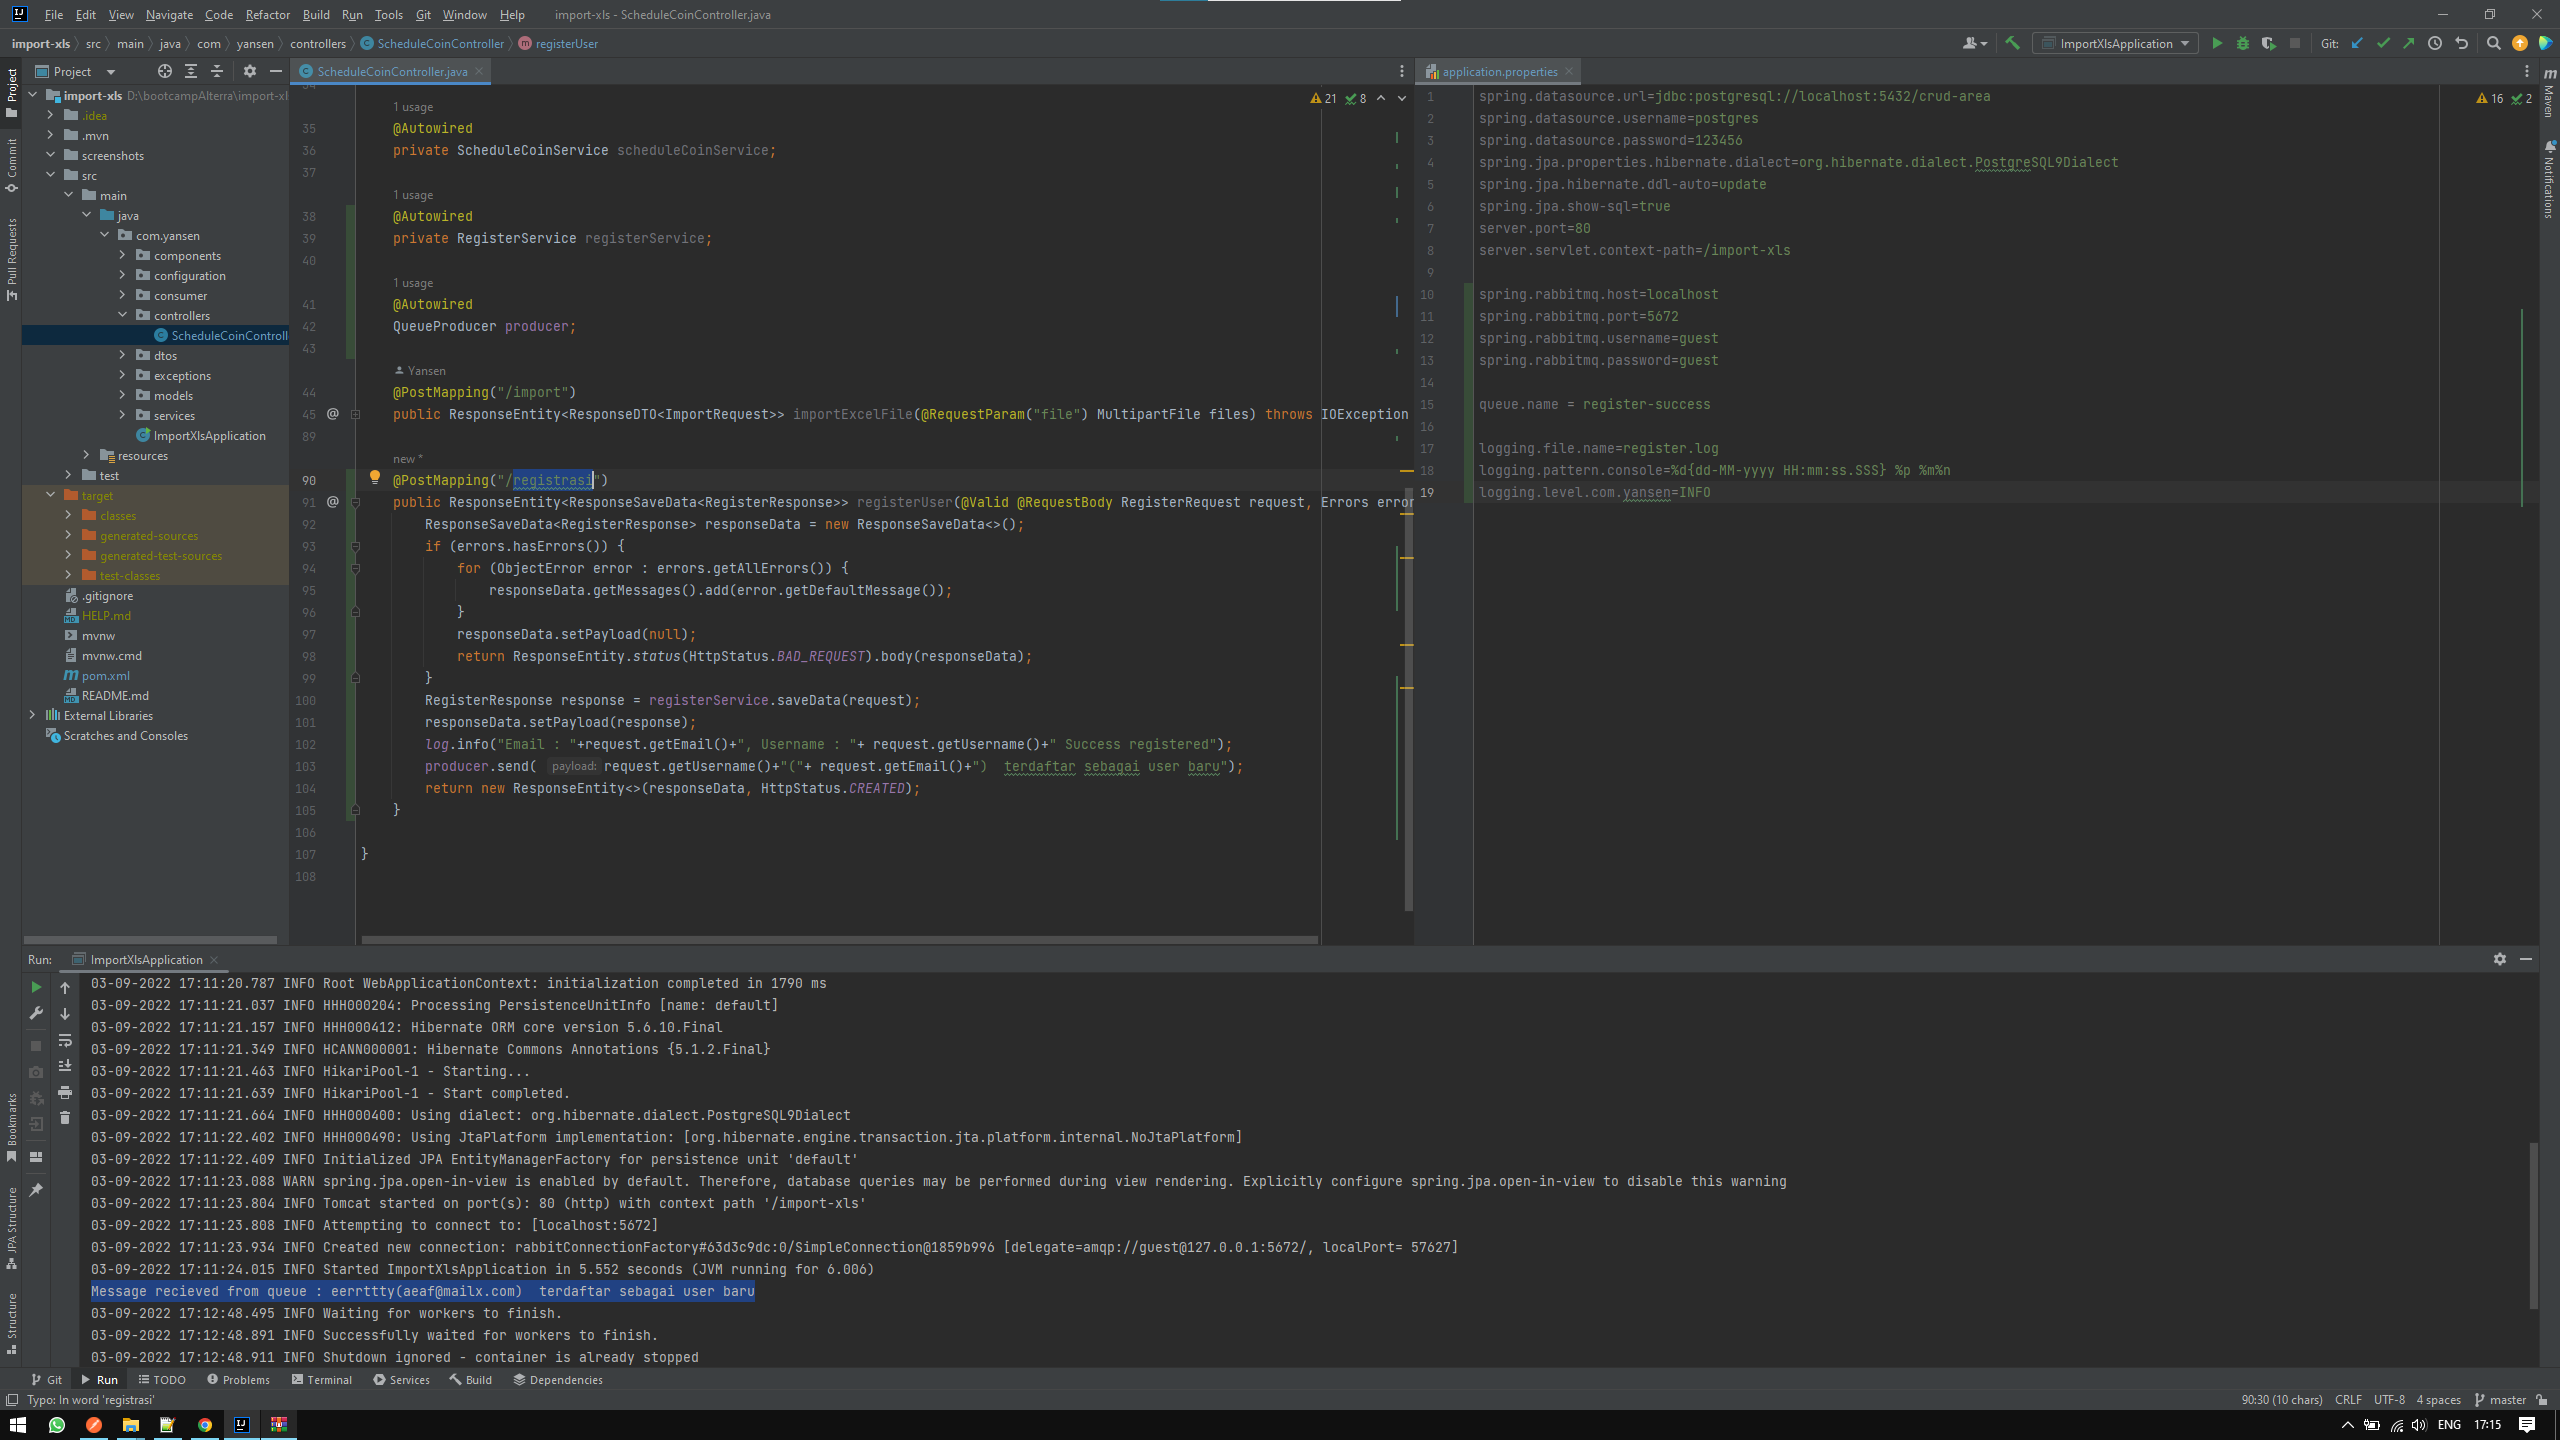 File Edit View Navigate Code Refactor Build Run Tools Git Window Help import-xls - ScheduleCoinController.java
import-xls src main java com yansen controllers ScheduleCoinController registerUser
ImportXlsApplication Git:
Project
ScheduleCoinController.java
application.properties
Project
Commit
Pull Requests
Bookmarks
JPA Structure
Structure
Maven
Notifications
import-xls D:\bootcampAlterra\import-xl
.idea
.mvn
screenshots
src
main
java
com.yansen
components
configuration
consumer
controllers
ScheduleCoinControll
dtos
exceptions
models
services
ImportXlsApplication
resources
test
target
classes
generated-sources
generated-test-sources
test-classes
.gitignore
HELP.md
mvnw
mvnw.cmd
pom.xml
README.md
External Libraries
Scratches and Consoles
21 8
34
1 usage
35 @Autowired
36 private ScheduleCoinService scheduleCoinService;
37
1 usage
38 @Autowired
39 private RegisterService registerService;
40
1 usage
41 @Autowired
42 QueueProducer producer;
43
Yansen
44 @PostMapping("/import")
45 @ public ResponseEntity<ResponseDTO<ImportRequest>> importExcelFile(@RequestParam("file") MultipartFile files) throws IOException
89
new *
90 @PostMapping("/registrasi")
91 @ public ResponseEntity<ResponseSaveData<RegisterResponse>> registerUser(@Valid @RequestBody RegisterRequest request, Errors error
92 ResponseSaveData<RegisterResponse> responseData = new ResponseSaveData<>();
93 if (errors.hasErrors()) {
94 for (ObjectError error : errors.getAllErrors()) {
95 responseData.getMessages().add(error.getDefaultMessage());
96 }
97 responseData.setPayload(null);
98 return ResponseEntity.status(HttpStatus.BAD_REQUEST).body(responseData);
99 }
100 RegisterResponse response = registerService.saveData(request);
101 responseData.setPayload(response);
102 log.info("Email : "+request.getEmail()+", Username : "+ request.getUsername()+" Success registered");
103 producer.send( payload: request.getUsername()+"("+ request.getEmail()+")  terdaftar sebagai user baru");
104 return new ResponseEntity<>(responseData, HttpStatus.CREATED);
105 }
106
107 }
108
16 2
1 spring.datasource.url=jdbc:postgresql://localhost:5432/crud-area
2 spring.datasource.username=postgres
3 spring.datasource.password=123456
4 spring.jpa.properties.hibernate.dialect=org.hibernate.dialect.PostgreSQL9Dialect
5 spring.jpa.hibernate.ddl-auto=update
6 spring.jpa.show-sql=true
7 server.port=80
8 server.servlet.context-path=/import-xls
9
10 spring.rabbitmq.host=localhost
11 spring.rabbitmq.port=5672
12 spring.rabbitmq.username=guest
13 spring.rabbitmq.password=guest
14
15 queue.name = register-success
16
17 logging.file.name=register.log
18 logging.pattern.console=%d{dd-MM-yyyy HH:mm:ss.SSS} %p %m%n
19 logging.level.com.yansen=INFO
Run: ImportXlsApplication
03-09-2022 17:11:20.787 INFO Root WebApplicationContext: initialization completed in 1790 ms
03-09-2022 17:11:21.037 INFO HHH000204: Processing PersistenceUnitInfo [name: default]
03-09-2022 17:11:21.157 INFO HHH000412: Hibernate ORM core version 5.6.10.Final
03-09-2022 17:11:21.349 INFO HCANN000001: Hibernate Commons Annotations {5.1.2.Final}
03-09-2022 17:11:21.463 INFO HikariPool-1 - Starting...
03-09-2022 17:11:21.639 INFO HikariPool-1 - Start completed.
03-09-2022 17:11:21.664 INFO HHH000400: Using dialect: org.hibernate.dialect.PostgreSQL9Dialect
03-09-2022 17:11:22.402 INFO HHH000490: Using JtaPlatform implementation: [org.hibernate.engine.transaction.jta.platform.internal.NoJtaPlatform]
03-09-2022 17:11:22.409 INFO Initialized JPA EntityManagerFactory for persistence unit 'default'
03-09-2022 17:11:23.088 WARN spring.jpa.open-in-view is enabled by default. Therefore, database queries may be performed during view rendering. Explicitly configure spring.jpa.open-in-view to disable this warning
03-09-2022 17:11:23.804 INFO Tomcat started on port(s): 80 (http) with context path '/import-xls'
03-09-2022 17:11:23.808 INFO Attempting to connect to: [localhost:5672]
03-09-2022 17:11:23.934 INFO Created new connection: rabbitConnectionFactory#63d3c9dc:0/SimpleConnection@1859b996 [delegate=amqp://guest@127.0.0.1:5672/, localPort= 57627]
03-09-2022 17:11:24.015 INFO Started ImportXlsApplication in 5.552 seconds (JVM running for 6.006)
Message recieved from queue : eerrttty(aeaf@mailx.com)  terdaftar sebagai user baru
03-09-2022 17:12:48.495 INFO Waiting for workers to finish.
03-09-2022 17:12:48.891 INFO Successfully waited for workers to finish.
03-09-2022 17:12:48.911 INFO Shutdown ignored - container is already stopped
Git Run TODO Problems Terminal Services Build Dependencies
Typo: In word 'registrasi' 90:30 (10 chars) CRLF UTF-8 4 spaces master
ENG 17:15